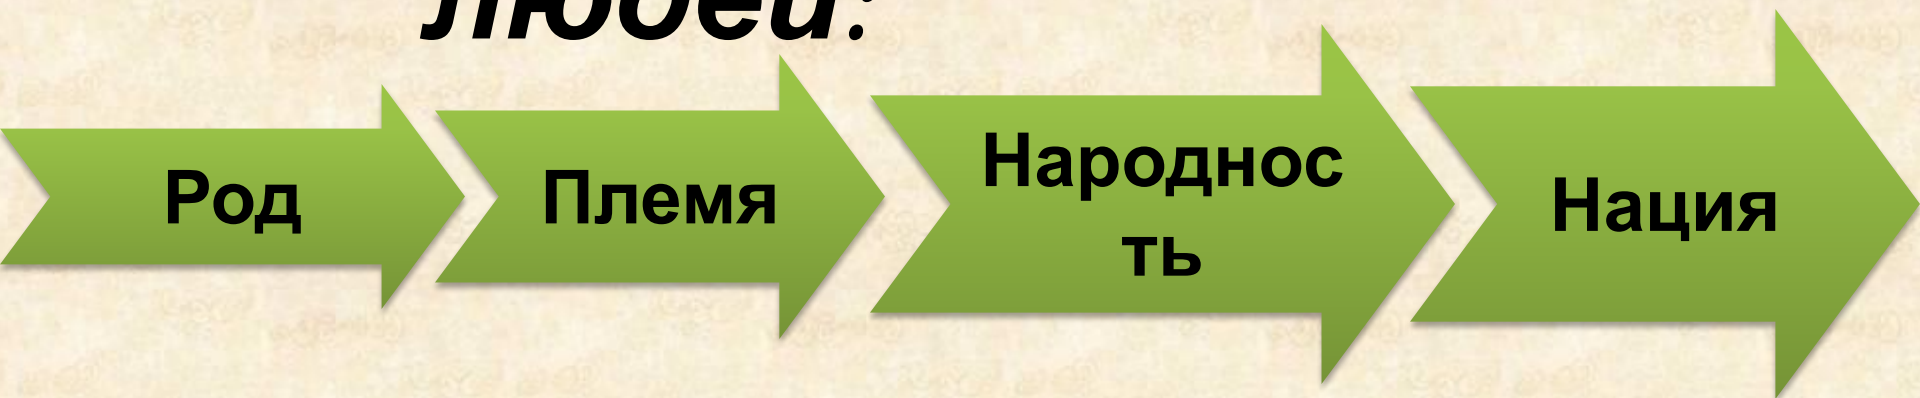 людей:
Род
Племя
Народнос
ть
Нация